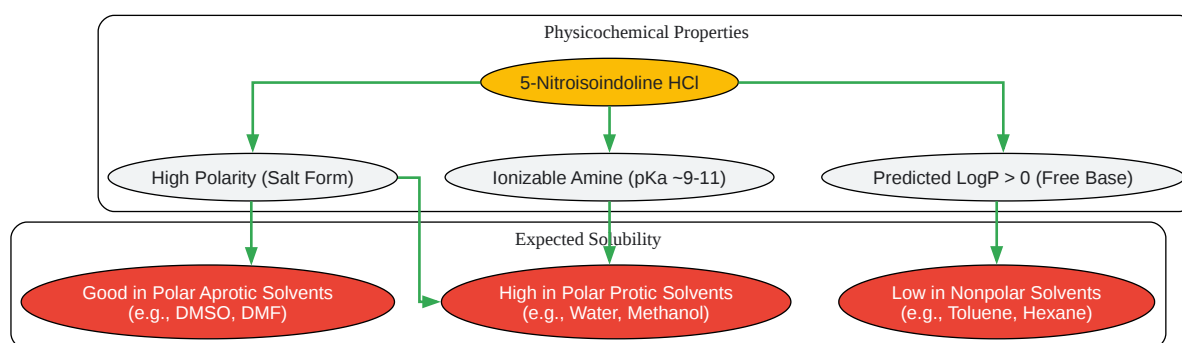 Physicochemical Properties
5-Nitroisoindoline HCl
High Polarity (Salt Form)
Ionizable Amine (pKa ~9-11)
Predicted LogP > 0 (Free Base)
Expected Solubility
Good in Polar Aprotic Solvents
(e.g., DMSO, DMF)
High in Polar Protic Solvents
(e.g., Water, Methanol)
Low in Nonpolar Solvents
(e.g., Toluene, Hexane)